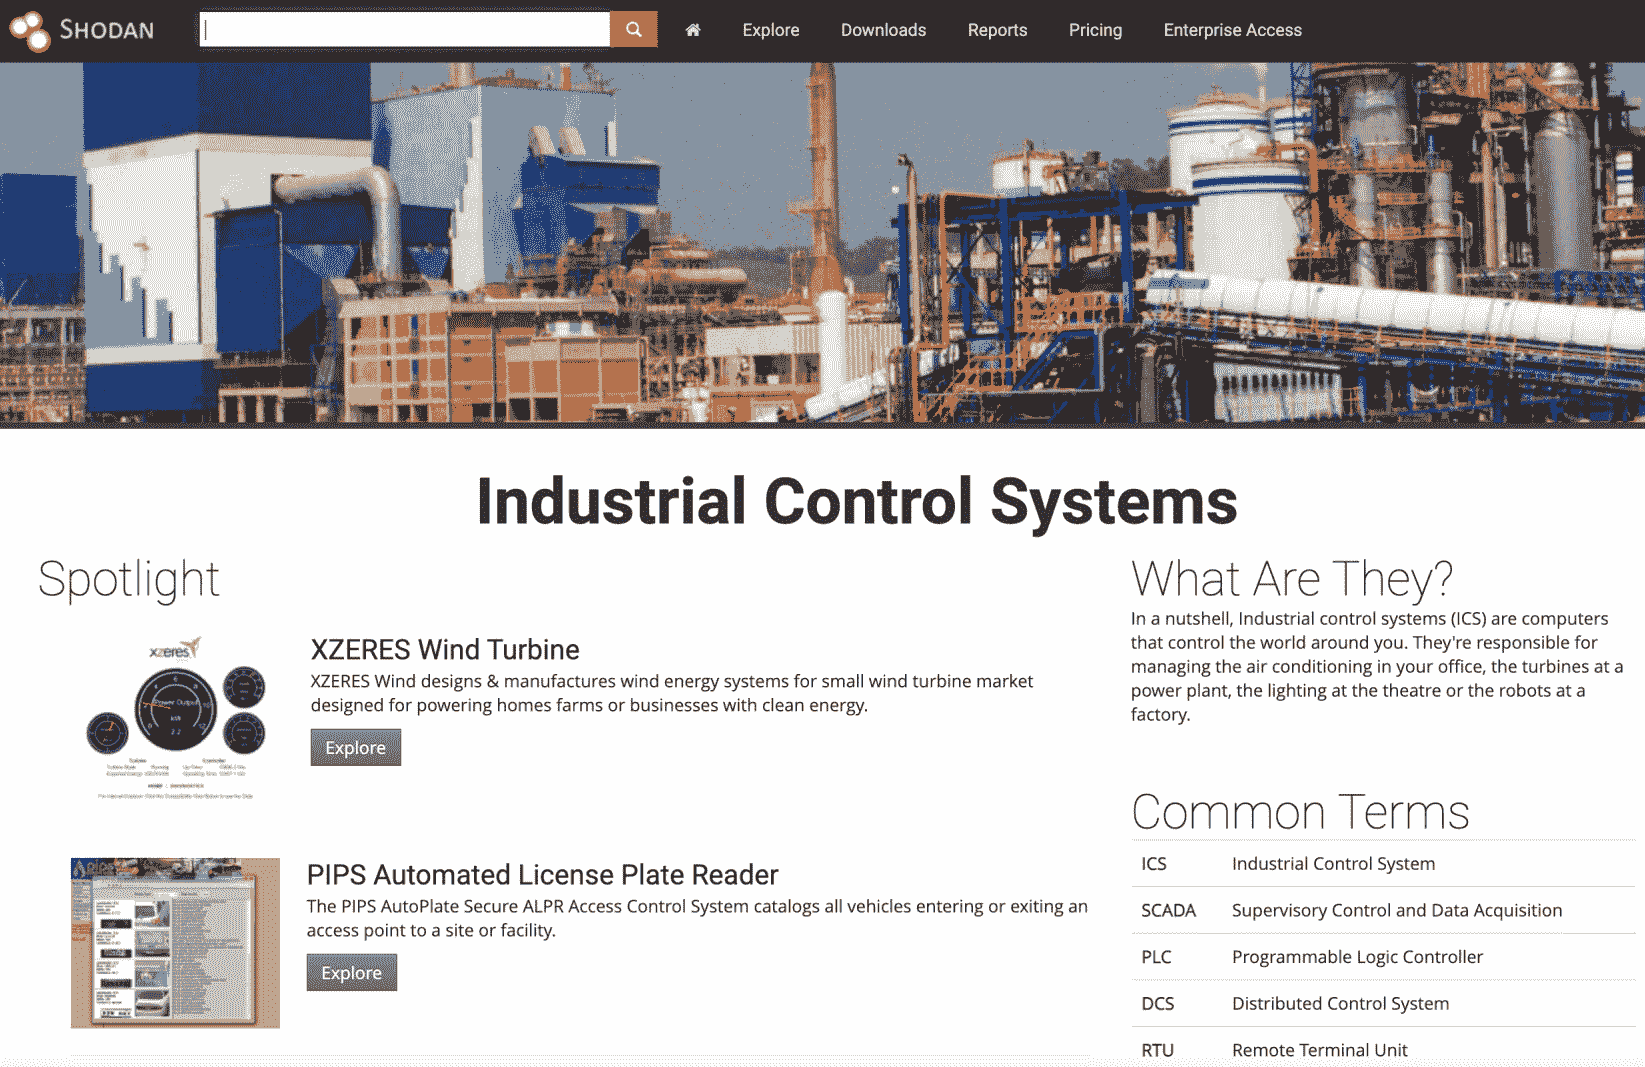 SHODAN
Explore
Downloads
Reports
Pricing
Enterprise Access
Industrial Control Systems
Spotlight
xzeres
Power Output
kW
XZERES Wind Turbine
XZERES Wind designs & manufactures wind energy systems for small wind turbine market
designed for powering homes farms or businesses with clean energy.
Explore
PIPS Automated License Plate Reader
The PIPS AutoPlate Secure ALPR Access Control System catalogs all vehicles entering or exiting an
access point to a site or facility.
Explore
What Are They?
In a nutshell, Industrial control systems (ICS) are computers
that control the world around you. They're responsible for
managing the air conditioning in your office, the turbines at a
power plant, the lighting at the theatre or the robots at a
factory.
Common Terms
ICS Industrial Control System
SCADA Supervisory Control and Data Acquisition
PLC Programmable Logic Controller
DCS Distributed Control System
RTU Remote Terminal Unit